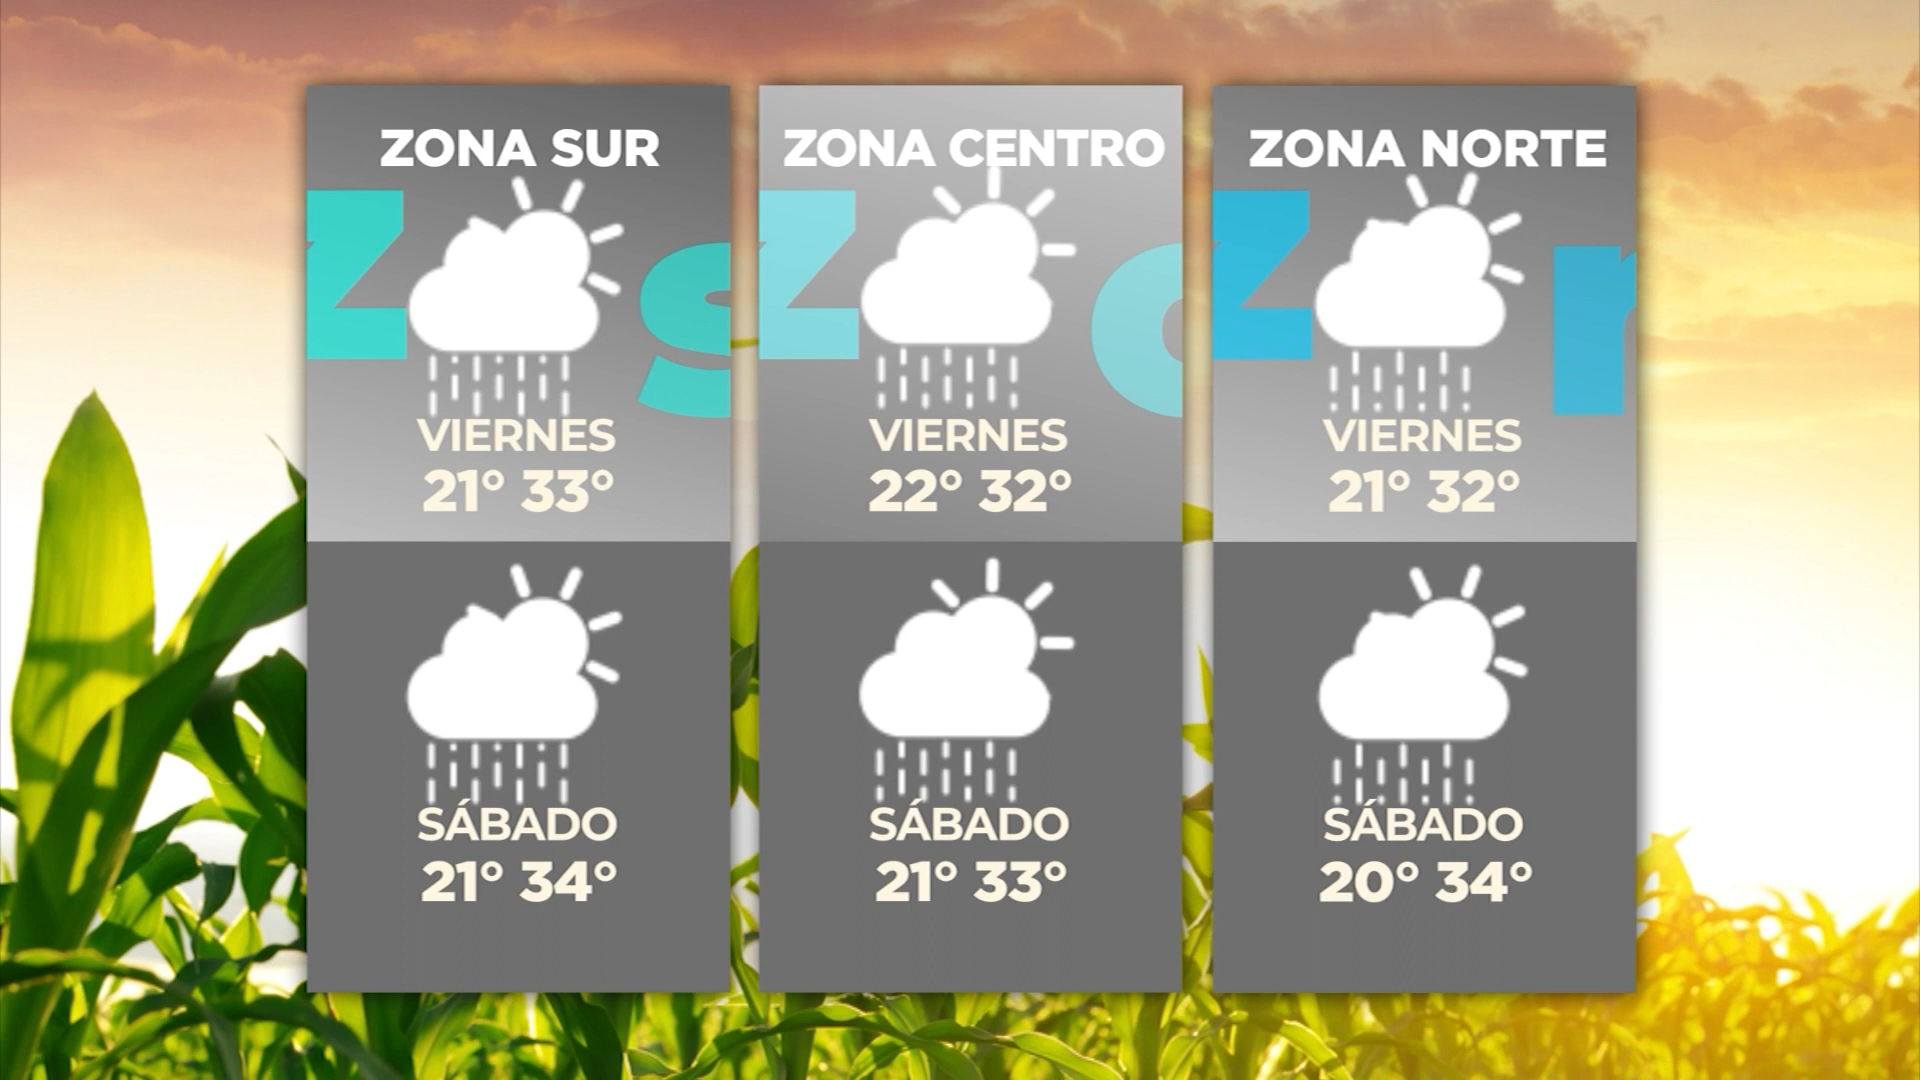 ZONA SUR
z s
VIERNES
21° 33°
SÁBADO
21° 34°
ZONA CENTRO
z c
VIERNES
22° 32°
SÁBADO
21° 33°
ZONA NORTE
z n
VIERNES
21° 32°
SÁBADO
20° 34°